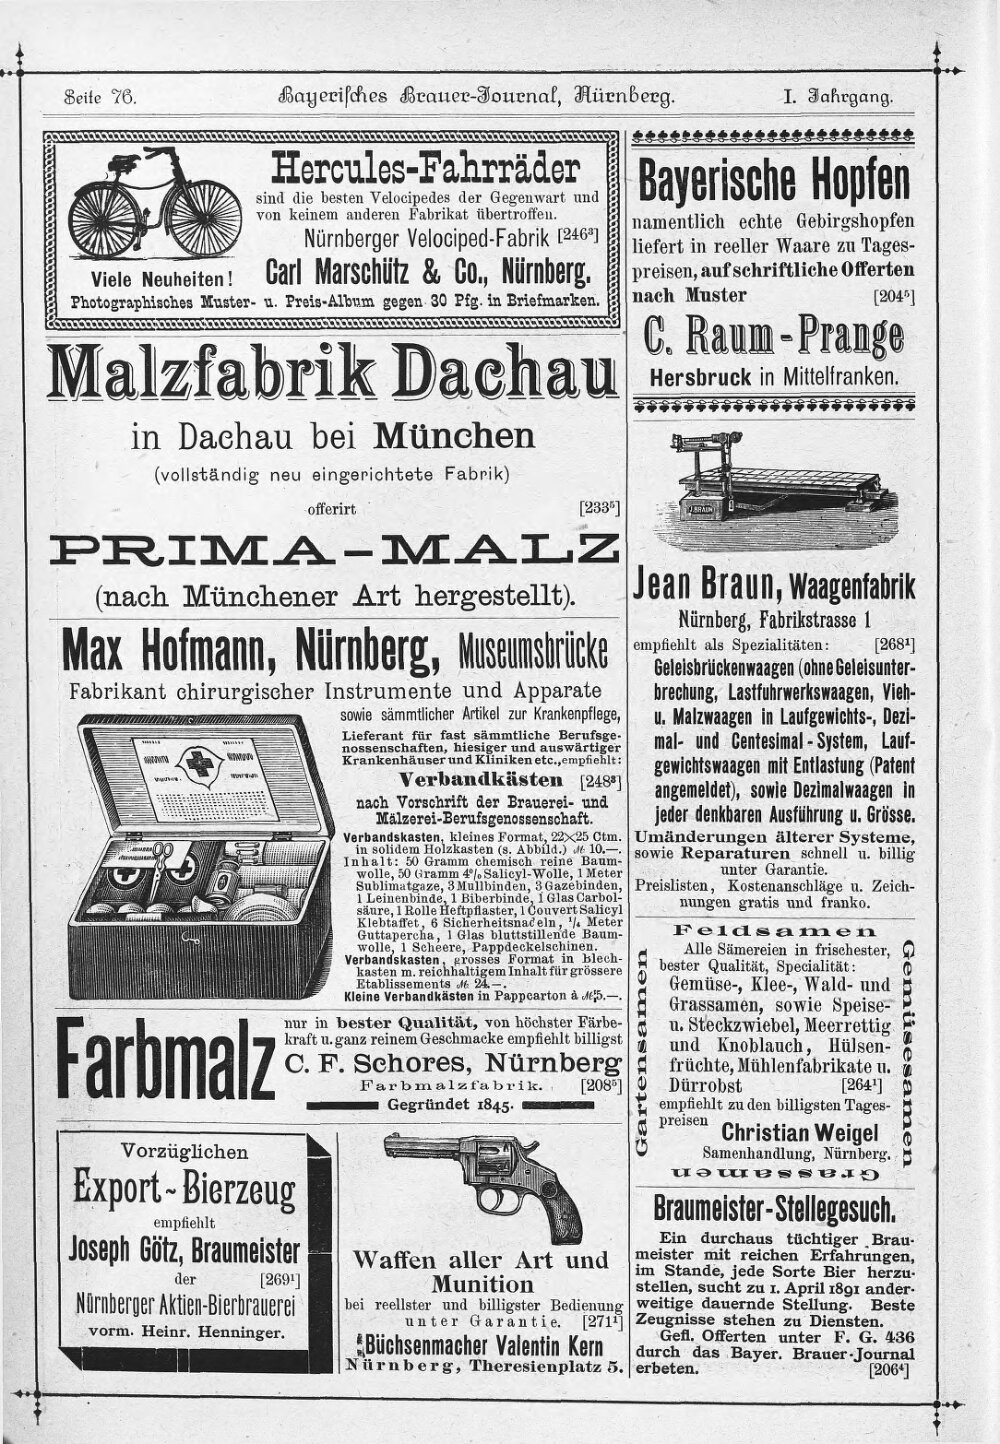 Seite 76.
Bayerisches Brauer-Journal, Nürnberg.
I. Jahrgang.
Hercules-Fahrräder
sind die besten Velocipedes der Gegenwart und
von keinem anderen Fabrikat übertroffen.
Nürnberger Velociped-Fabrik [246³]
Viele Neuheiten!
Carl Marschütz & Co., Nürnberg.
Photographisches Muster- u. Preis-Album gegen 30 Pfg. in Briefmarken.
Malzfabrik Dachau
in Dachau bei München
(vollständig neu eingerichtete Fabrik)
offerirt [233⁵]
PRIMA-MALZ
(nach Münchener Art hergestellt).
Max Hofmann, Nürnberg, Museumsbrücke
Fabrikant chirurgischer Instrumente und Apparate
sowie sämmtlicher Artikel zur Krankenpflege,
Lieferant für fast sämmtliche Berufsge-
nossenschaften, hiesiger und auswärtiger
Krankenhäuser und Kliniken etc., empfiehlt:
Verbandkästen [248³]
nach Vorschrift der Brauerei- und
Mälzerei-Berufsgenossenschaft.
Verbandskasten, kleines Format, 22×25 Ctm.
in solidem Holzkasten (s. Abbild.) ℳ 10.—.
Inhalt: 50 Gramm chemisch reine Baum-
wolle, 50 Gramm 4% Salicyl-Wolle, 1 Meter
Sublimatgaze, 3 Mullbinden, 3 Gazebinden,
1 Leinenbinde, 1 Biberbinde, 1 Glas Carbol-
säure, 1 Rolle Heftpflaster, 1 Couvert Salicyl
Klebtaffet, 6 Sicherheitsnadeln, ¼ Meter
Guttapercha, 1 Glas bluttstillende Baum-
wolle, 1 Scheere, Pappdeckelschinen.
Verbandskasten, grosses Format in blech-
kasten m. reichhaltigem Inhalt für grössere
Etablissements ℳ 24.—.
Kleine Verbandkästen in Pappcarton à ℳ 5.—.
Farbmalz
nur in bester Qualität, von höchster Färbe-
kraft u. ganz reinem Geschmacke empfiehlt billigst
C. F. Schores, Nürnberg
Farbmalzfabrik. [208⁵]
Gegründet 1845.
Vorzüglichen
Export-Bierzeug
empfiehlt
Joseph Götz, Braumeister
der [269¹]
Nürnberger Aktien-Bierbrauerei
vorm. Heinr. Henninger.
Waffen aller Art und
Munition
bei reellster und billigster Bedienung
unter Garantie. [271¹]
Büchsenmacher Valentin Kern
Nürnberg, Theresienplatz 5.
Bayerische Hopfen
namentlich echte Gebirgshopfen
liefert in reeller Waare zu Tages-
preisen, auf schriftliche Offerten
nach Muster [204⁵]
C. Raum-Prange
Hersbruck in Mittelfranken.
J. BRAUN
Jean Braun, Waagenfabrik
Nürnberg, Fabrikstrasse 1
empfiehlt als Spezialitäten: [268¹]
Geleisbrückenwaagen (ohne Geleisunter-
brechung, Lastfuhrwerkswaagen, Vieh-
u. Malzwaagen in Laufgewichts-, Dezi-
mal- und Centesimal-System, Lauf-
gewichtswaagen mit Entlastung (Patent
angemeldet), sowie Dezimalwaagen in
jeder denkbaren Ausführung u. Grösse.
Umänderungen älterer Systeme,
sowie Reparaturen schnell u. billig
unter Garantie.
Preislisten, Kostenanschläge u. Zeich-
nungen gratis und franko.
Feldsamen
Gartensamen
Gemüsesamen
Alle Sämereien in frischester,
bester Qualität, Spezialität:
Gemüse-, Klee-, Wald- und
Grassamen, sowie Speise-
u. Steckzwiebel, Meerrettig
und Knoblauch, Hülsen-
früchte, Mühlenfabrikate u.
Dürrobst [264¹]
empfiehlt zu den billigsten Tages-
preisen
Christian Weigel
Samenhandlung, Nürnberg.
Grassamen
Braumeister-Stellegesuch.
Ein durchaus tüchtiger Brau-
meister mit reichen Erfahrungen,
im Stande, jede Sorte Bier herzu-
stellen, sucht zu 1. April 1891 ander-
weitige dauernde Stellung. Beste
Zeugnisse stehen zu Diensten.
Gefl. Offerten unter F. G. 436
durch das Bayer. Brauer-Journal
erbeten. [206⁴]